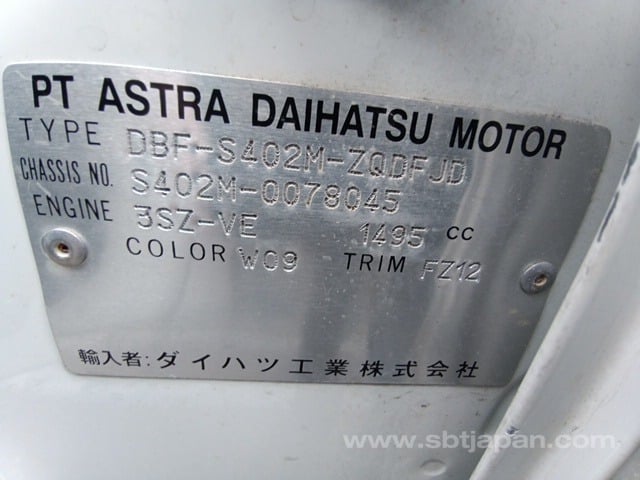 PT ASTRA DAIHATSU MOTOR
TYPE DBF-S402M-ZQDFJD
CHASSIS NO. S402M-0078045
ENGINE 3SZ-VE 1495 cc
COLOR W09 TRIM FZ12
輸入者: ダイハツ工業株式会社
www.sbtjapan.com